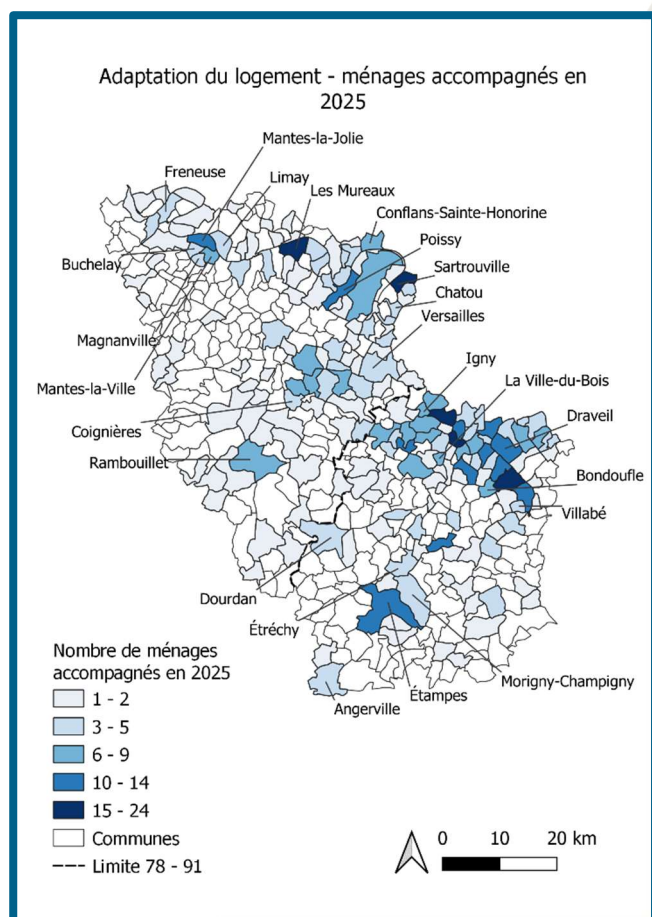 Adaptation du logement - ménages accompagnés en
2025
Mantes-la-Jolie
Freneuse
Limay
Les Mureaux
Conflans-Sainte-Honorine
Poissy
Buchelay
Sartrouville
Chatou
Versailles
Magnanville
Igny
Mantes-la-Ville
La Ville-du-Bois
Coignières
Draveil
Rambouillet
Bondoufle
Villabé
Dourdan
Étréchy
Morigny-Champigny
Étampes
Angerville
Nombre de ménages
accompagnés en 2025
1 - 2
3 - 5
6 - 9
10 - 14
15 - 24
Communes
Limite 78 - 91
0 10 20 km